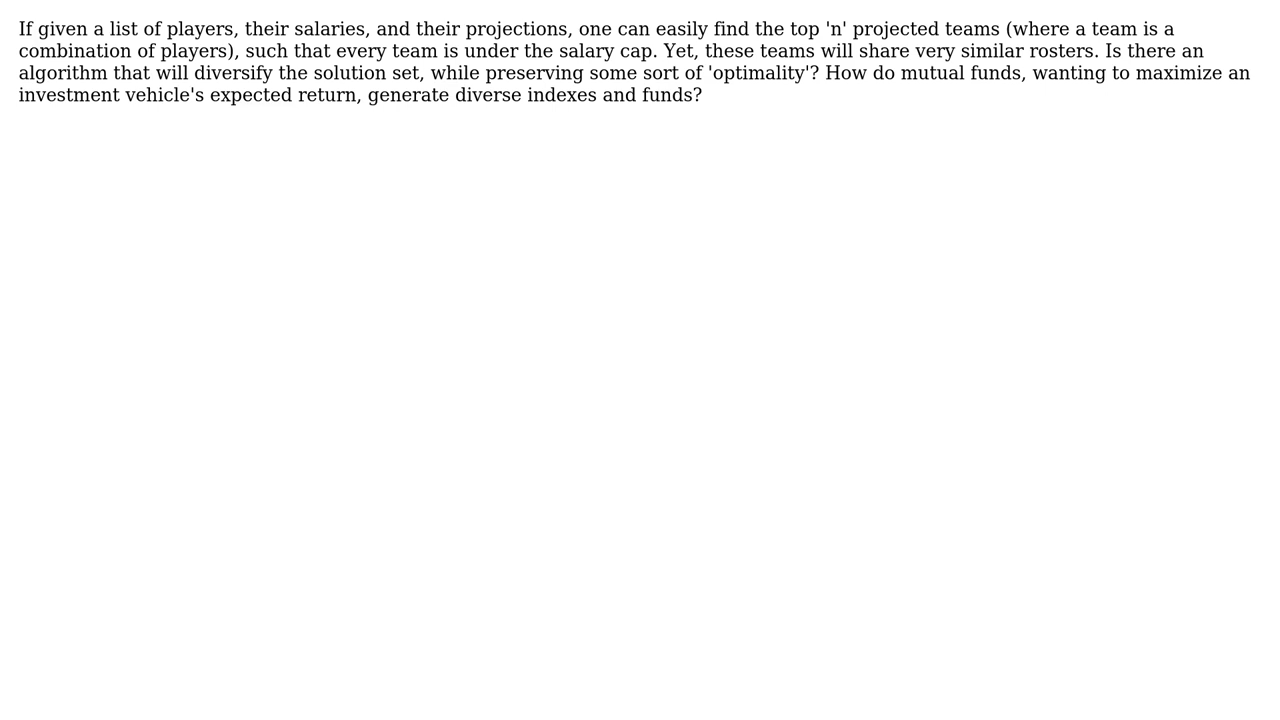 If given a list of players, their salaries, and their projections, one can easily find the top 'n' projected teams (where a team is a
combination of players), such that every team is under the salary cap. Yet, these teams will share very similar rosters. Is there an
algorithm that will diversify the solution set, while preserving some sort of 'optimality'? How do mutual funds, wanting to maximize an
investment vehicle's expected return, generate diverse indexes and funds?